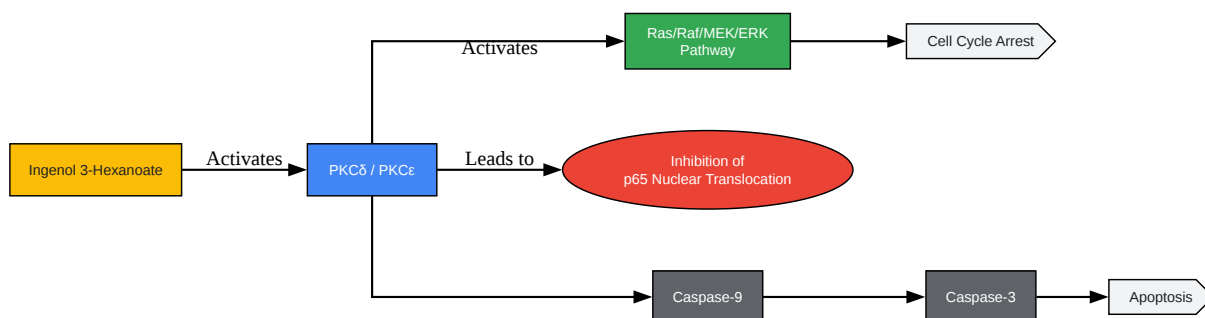 Ras/Raf/MEK/ERK
Pathway
Cell Cycle Arrest
Activates
Ingenol 3-Hexanoate
Activates
PKCδ / PKCε
Leads to
Inhibition of
p65 Nuclear Translocation
Caspase-9
Caspase-3
Apoptosis